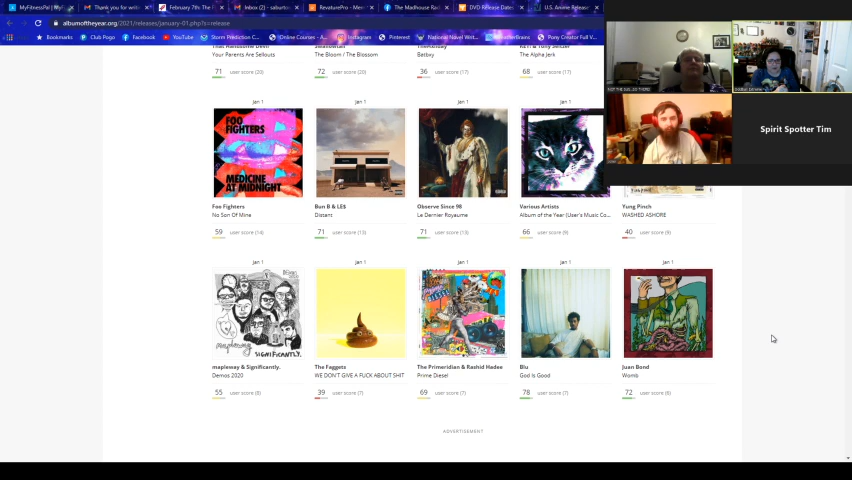 MyFitnessPal | MyFi
Thank you for writi
February 7th: The
Inbox (2) - saburto
RevaturePro - Men
The Madhouse Radi
DVD Release Dates
U.S. Anime Release
albumoftheyear.org/2021/releases/january-01.php?s=release
Bookmarks
Club Pogo
Facebook
YouTube
Storm Prediction C...
!Online Courses - A...
Instagram
Pinterest
National Novel Writ...
Pony Creator Full V...
That Handsome Devil
Your Parents Are Sellouts
71 user score (20)
The Bloom / The Blossom
72 user score (20)
Batxvy
36 user score (17)
The Alpha Jerk
68 user score (17)
Spirit Spotter Tim
Jan 1
FOO FIGHTERS
MEDICINE AT MIDNIGHT
Foo Fighters
No Son Of Mine
59 user score (14)
Jan 1
Bun B & LE$
Distant
71 user score (13)
Jan 1
Observe Since 98
Le Dernier Royaume
71 user score (13)
Jan 1
Various Artists
Album of the Year (User's Music Co...
66 user score (9)
Yung Pinch
WASHED ASHORE
40 user score (8)
Jan 1
SIGNIFICANTLY.
mapleway & Significantly.
Demos 2020
55 user score (8)
Jan 1
The Faggets
WE DON'T GIVE A FUCK ABOUT SHIT
39 user score (7)
Jan 1
The Primeridian & Rashid Hadee
Prime Diesel
69 user score (7)
Jan 1
Blu
God Is Good
78 user score (7)
Jan 1
Juan Bond
Womb
72 user score (6)
ADVERTISEMENT